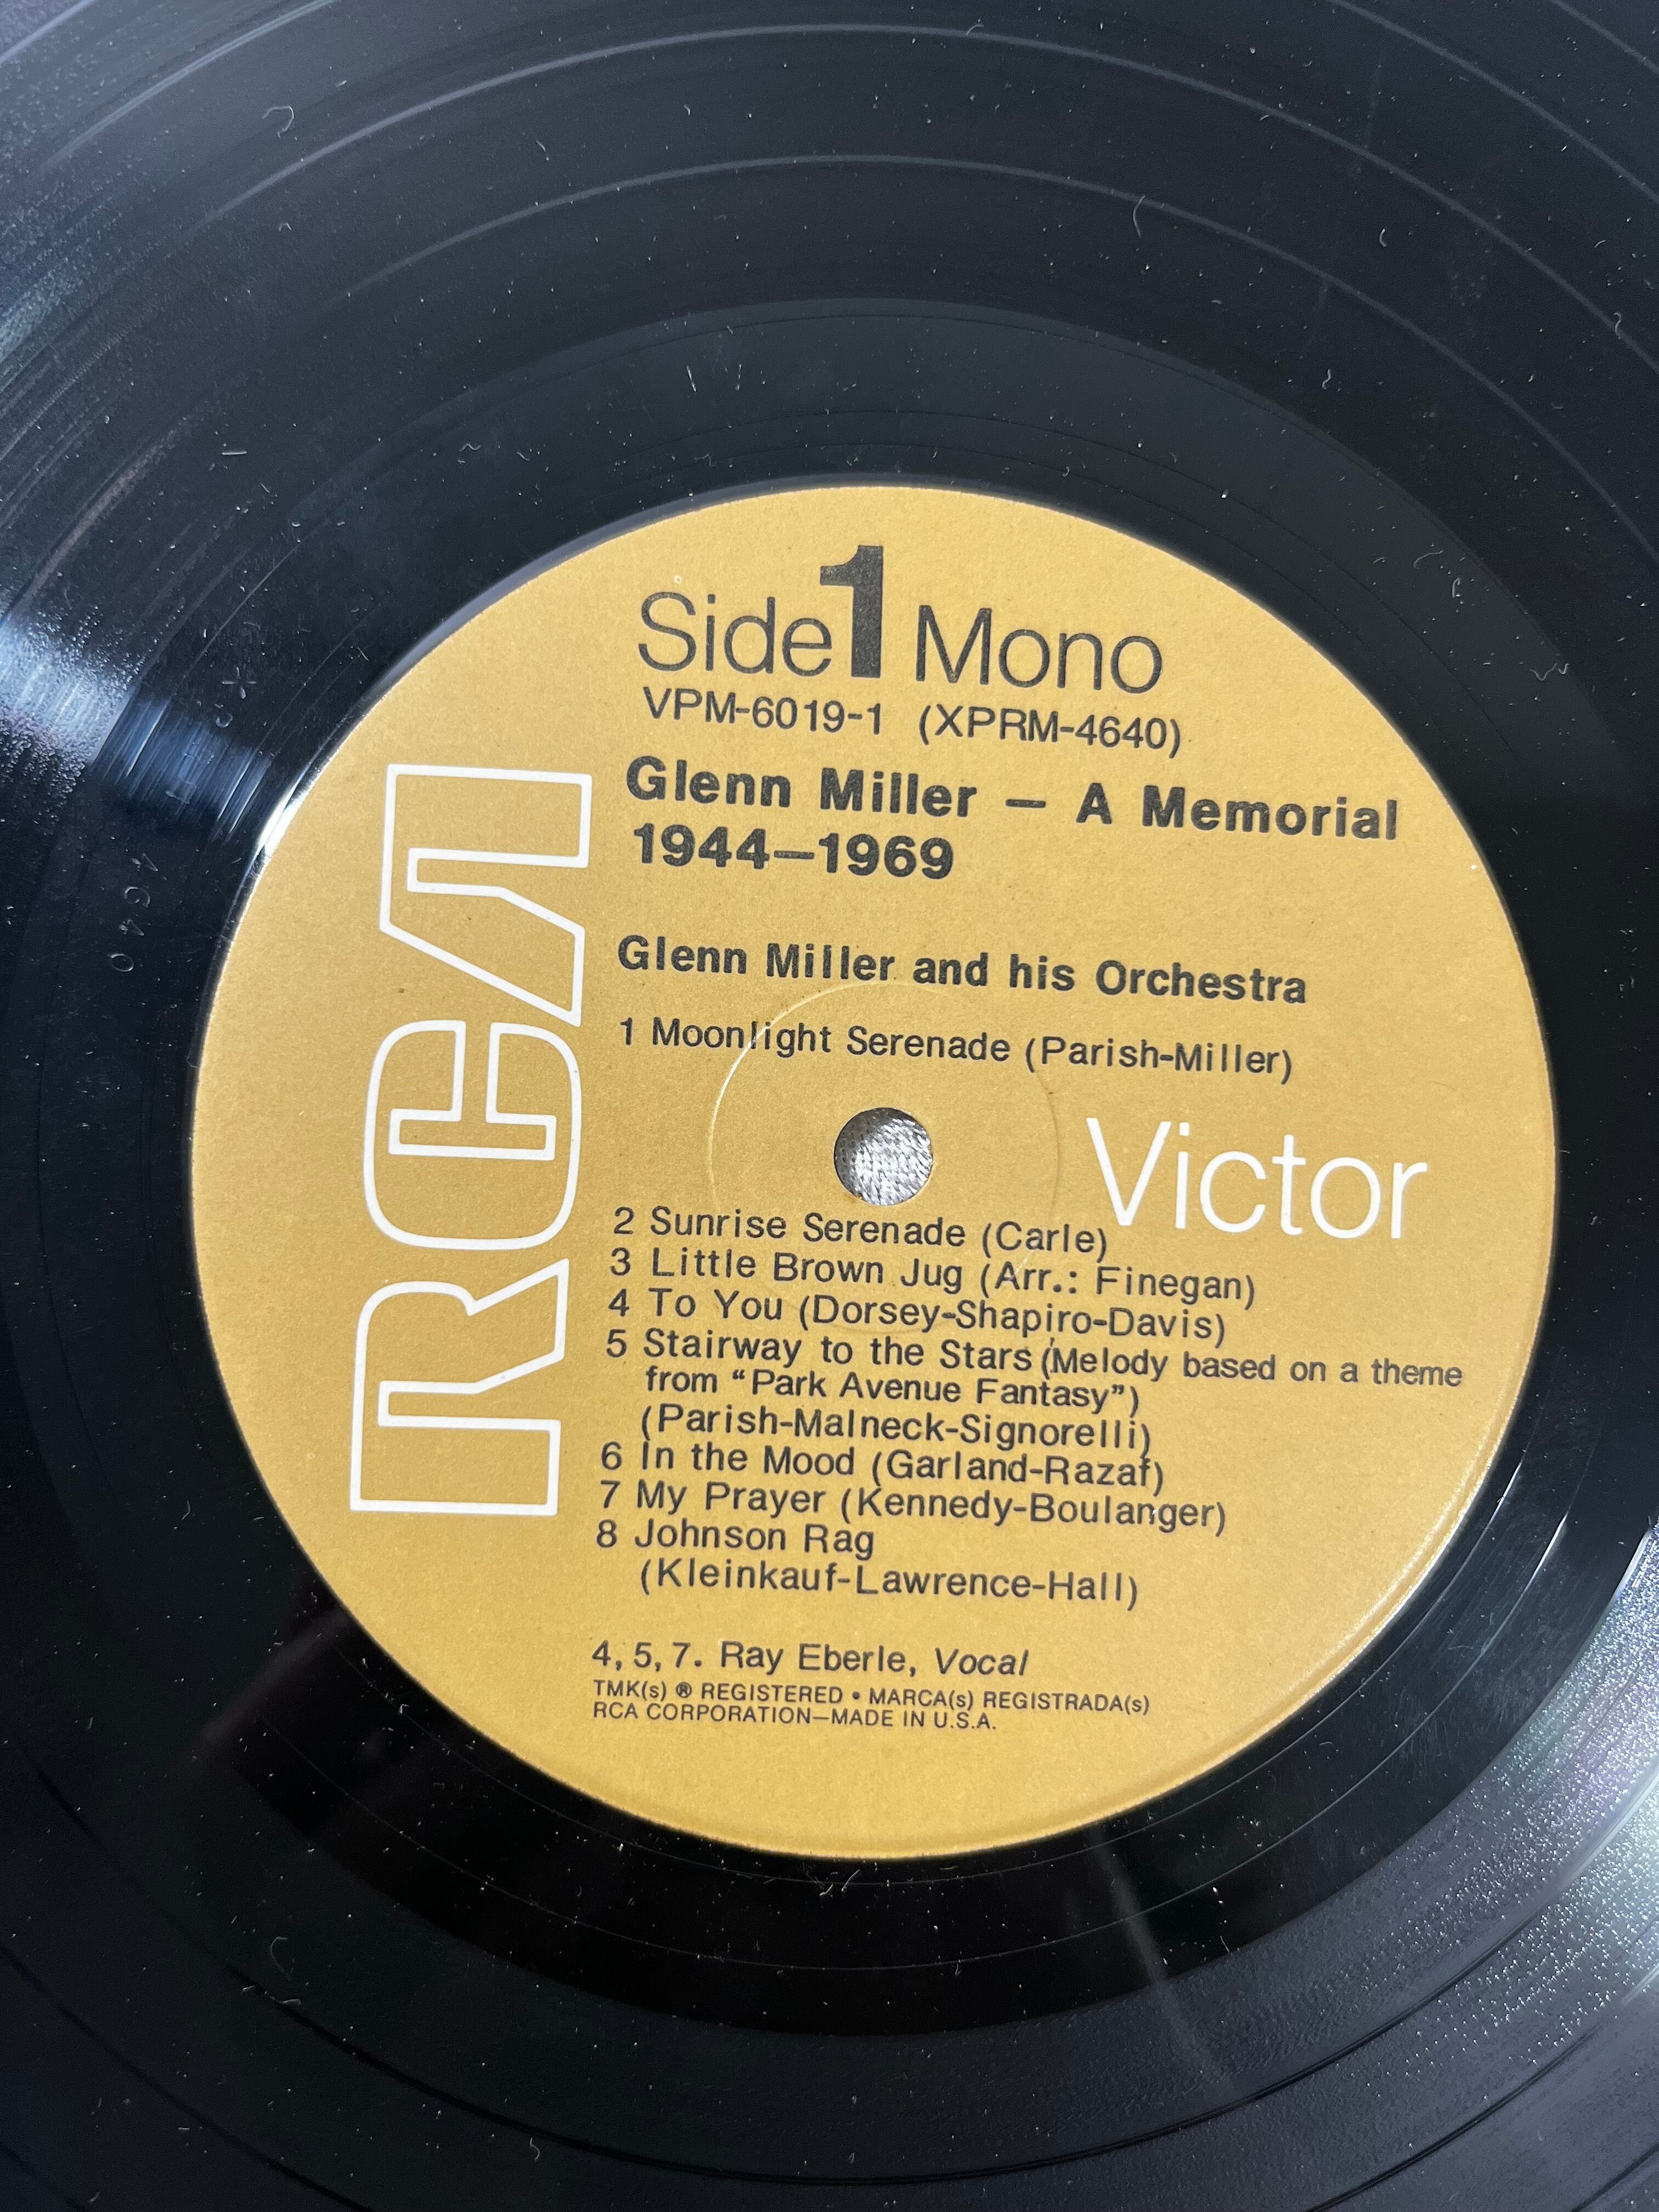 Side 1 Mono
VPM-6019-1 (XPRM-4640)
Glenn Miller — A Memorial
1944—1969
Glenn Miller and his Orchestra
1 Moonlight Serenade (Parish-Miller)
RCA
Victor
2 Sunrise Serenade (Carle)
3 Little Brown Jug (Arr.: Finegan)
4 To You (Dorsey-Shapiro-Davis)
5 Stairway to the Stars (Melody based on a theme
from “Park Avenue Fantasy”)
(Parish-Malneck-Signorelli)
6 In the Mood (Garland-Razaf)
7 My Prayer (Kennedy-Boulanger)
8 Johnson Rag
(Kleinkauf-Lawrence-Hall)
4, 5, 7. Ray Eberle, Vocal
TMK(s) ® REGISTERED • MARCA(s) REGISTRADA(s)
RCA CORPORATION—MADE IN U.S.A.